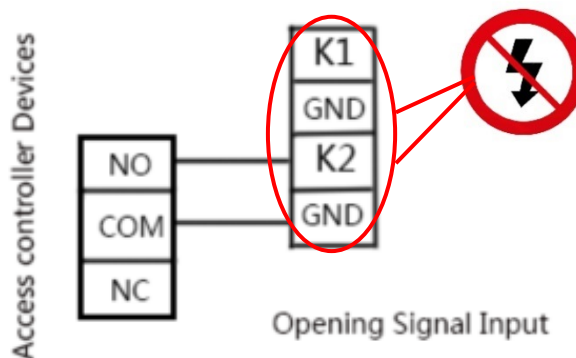 Access controller Devices
K1
GND
K2
GND
NO
COM
NC
Opening Signal Input